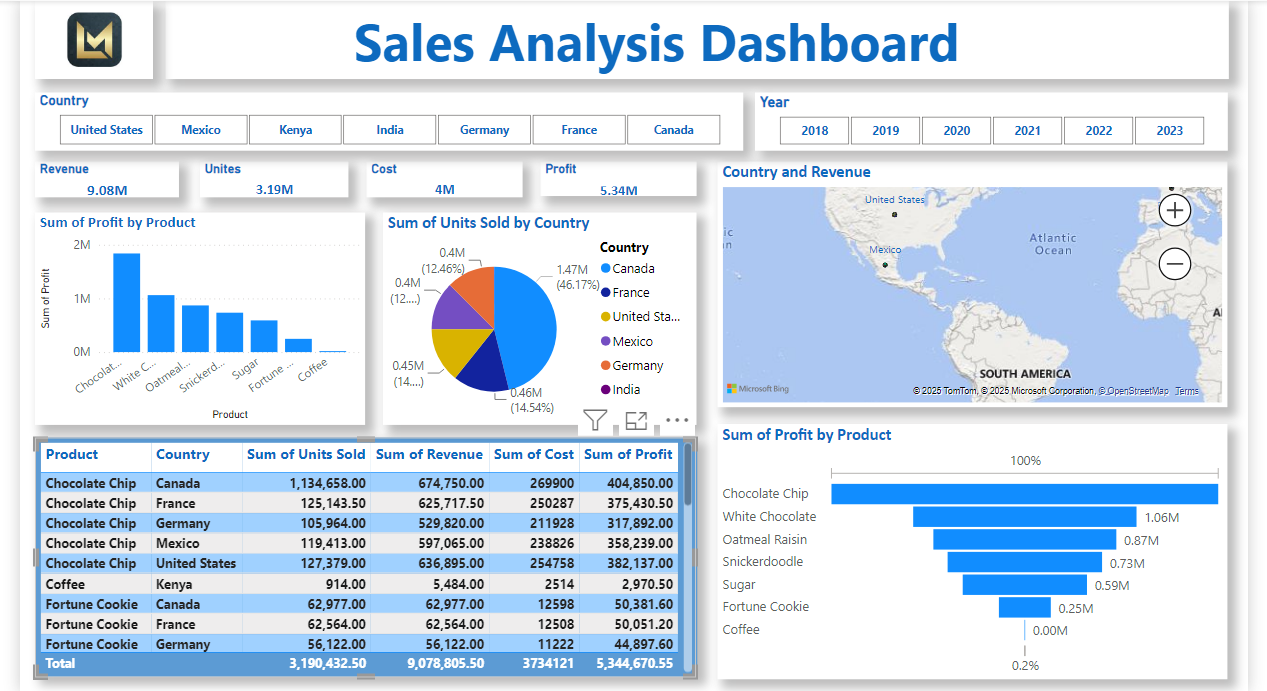 Sales Analysis Dashboard
Country
United States Mexico Kenya India Germany France Canada
Year
2018 2019 2020 2021 2022 2023
Revenue
9.08M
Unites
3.19M
Cost
4M
Profit
5.34M
Sum of Profit by Product
Sum of Profit
2M
1M
0M
Chocolat... White C... Oatmeal... Snickerd... Sugar Fortune ... Coffee
Product
Sum of Units Sold by Country
0.4M
(12.46%)
0.4M
(12....)
0.45M
(14....)
0.46M
(14.54%)
1.47M
(46.17%)
Country
Canada
France
United Sta...
Mexico
Germany
India
Country and Revenue
United States
Mexico
Atlantic
Ocean
SOUTH AMERICA
Microsoft Bing
© 2025 TomTom, © 2025 Microsoft Corporation, © OpenStreetMap Terms
Product Country Sum of Units Sold Sum of Revenue Sum of Cost Sum of Profit
Chocolate Chip Canada 1,134,658.00 674,750.00 269900 404,850.00
Chocolate Chip France 125,143.50 625,717.50 250287 375,430.50
Chocolate Chip Germany 105,964.00 529,820.00 211928 317,892.00
Chocolate Chip Mexico 119,413.00 597,065.00 238826 358,239.00
Chocolate Chip United States 127,379.00 636,895.00 254758 382,137.00
Coffee Kenya 914.00 5,484.00 2514 2,970.50
Fortune Cookie Canada 62,977.00 62,977.00 12598 50,381.60
Fortune Cookie France 62,564.00 62,564.00 12508 50,051.20
Fortune Cookie Germany 56,122.00 56,122.00 11222 44,897.60
Total 3,190,432.50 9,078,805.50 3734121 5,344,670.55
Sum of Profit by Product
100%
Chocolate Chip
White Chocolate 1.06M
Oatmeal Raisin 0.87M
Snickerdoodle 0.73M
Sugar 0.59M
Fortune Cookie 0.25M
Coffee 0.00M
0.2%